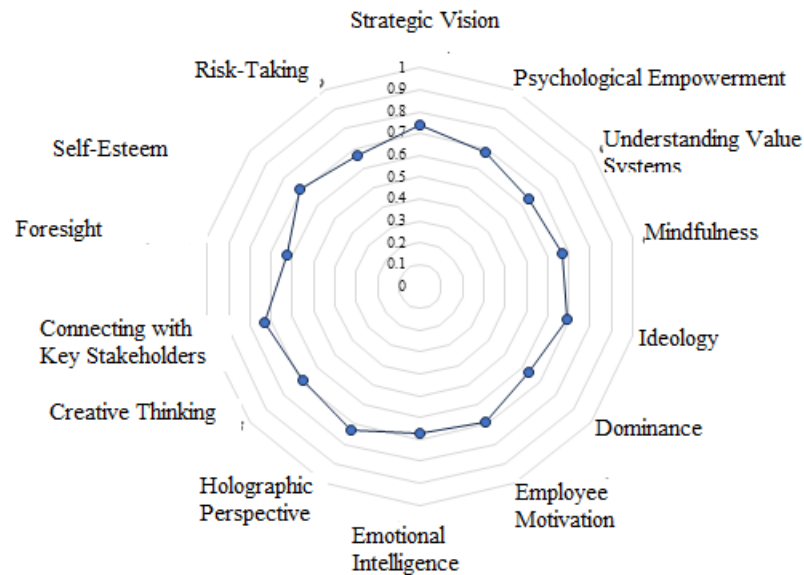 Strategic Vision
Risk-Taking
1
Psychological Empowerment
0.9
0.8
0.7
Self-Esteem
0.6
Understanding Value
Systems
0.5
0.4
Foresight
0.3
Mindfulness
0.2
0.1
0
Connecting with
Key Stakeholders
Ideology
Creative Thinking
Dominance
Holographic
Perspective
Employee
Motivation
Emotional
Intelligence